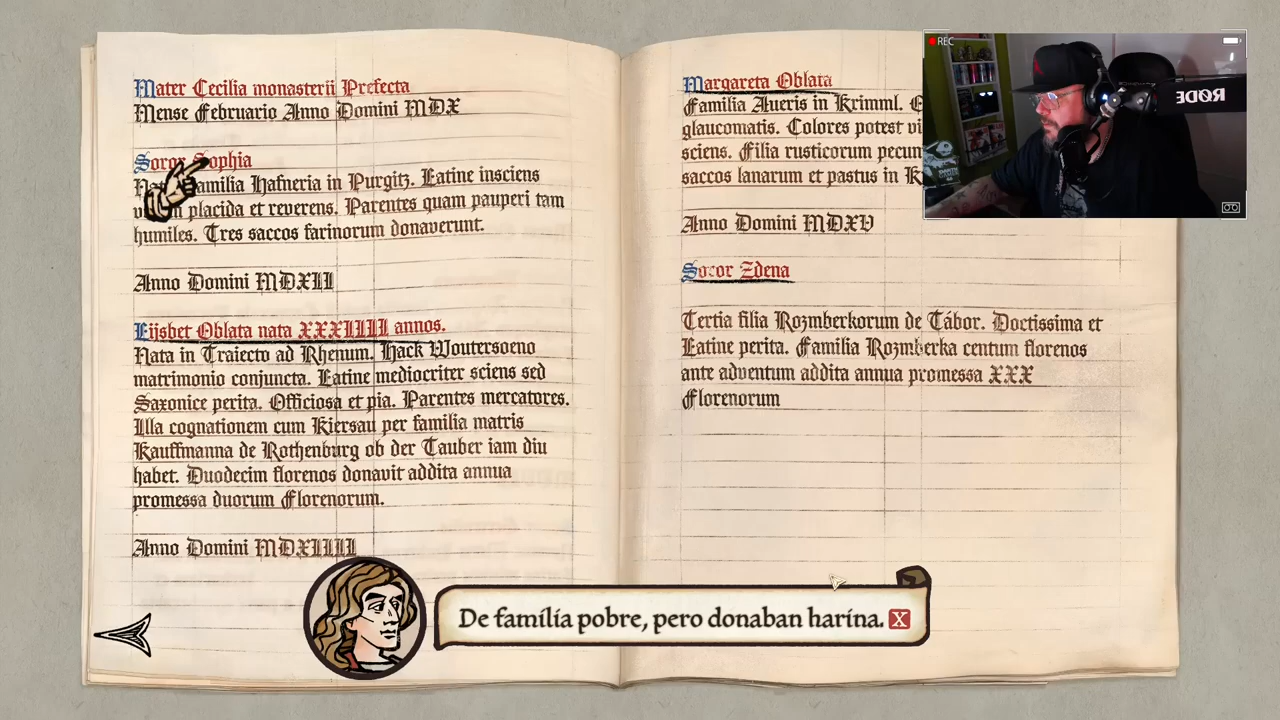 Mater Cecilia monasterii Prefecta
Mense Februario Anno Domini MDX
Soror Sophia
familia Hafneria in Purgitz. Latine insciens
placida et reverens. Parentes quam pauperi tam
humiles. Tres saccos farinorum donaverunt.
Anno Domini MDXII
Lijsbet Oblata nata XXXIIII annos.
Nata in Traiecto ad Rhenum. Hack Woutersoeno
matrimonio conjuncta. Latine mediocriter sciens sed
Saxonice perita. Officiosa et pia. Parentes mercatores.
Illa cognationem cum Kiersau per familia matris
Kauffmanna de Rothenburg ob der Tauber iam diu
habet. Duodecim florenos donavit addita annua
promessa duorum Florenorum.
Anno Domini MDXIIII
Margareta Oblata
Familia Aueris in Krimml.
glaucomatis. Colores potest
sciens. Filia rusticorum
saccos lanarum et pastus in
Anno Domini MDXV
Soror Zdena
Tertia filia Rozmberkorum de Tábor. Doctissima et
Latine perita. Familia Rozmberka centum florenos
ante adventum addita annua promessa XXX
Florenorum
REC
RØDE
De familia pobre, pero donaban harina. X